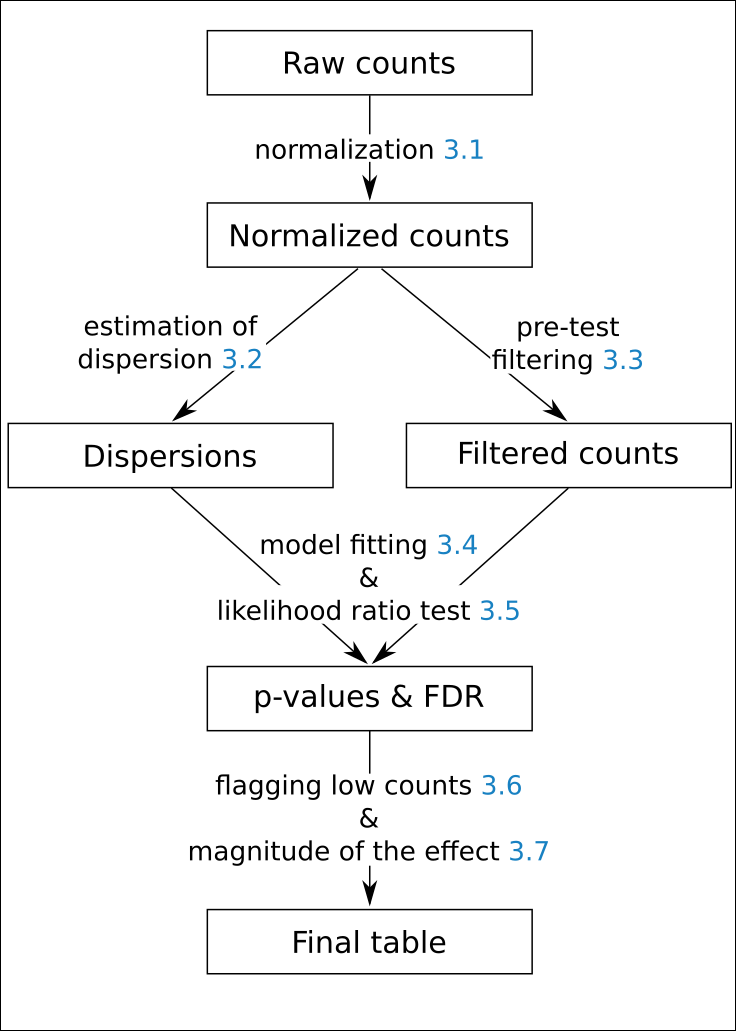 Raw counts
normalization 3.1
Normalized counts
estimation of
dispersion 3.2
pre-test
filtering 3.3
Dispersions
Filtered counts
model fitting 3.4
&
likelihood ratio test 3.5
p-values & FDR
flagging low counts 3.6
&
magnitude of the effect 3.7
Final table